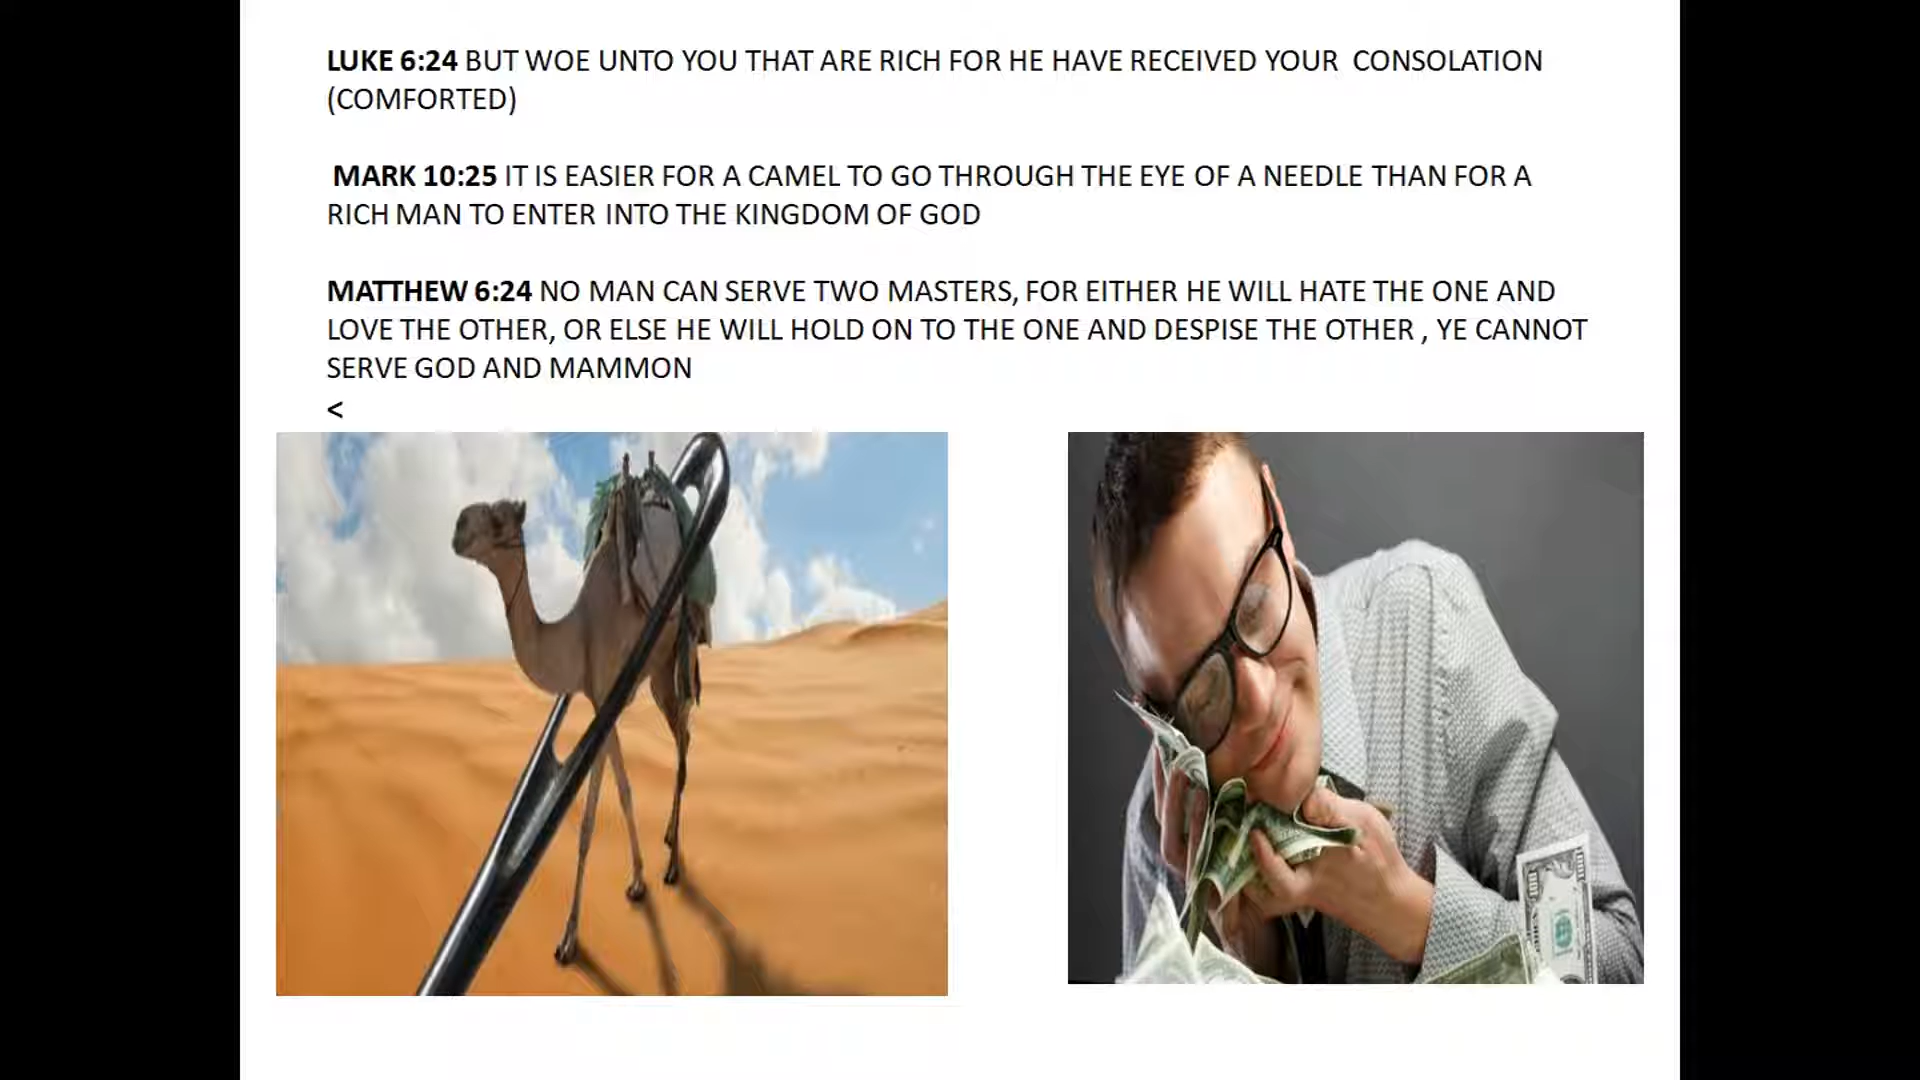 LUKE 6:24 BUT WOE UNTO YOU THAT ARE RICH FOR HE HAVE RECEIVED YOUR CONSOLATION
(COMFORTED)
MARK 10:25 IT IS EASIER FOR A CAMEL TO GO THROUGH THE EYE OF A NEEDLE THAN FOR A
RICH MAN TO ENTER INTO THE KINGDOM OF GOD
MATTHEW 6:24 NO MAN CAN SERVE TWO MASTERS, FOR EITHER HE WILL HATE THE ONE AND
LOVE THE OTHER, OR ELSE HE WILL HOLD ON TO THE ONE AND DESPISE THE OTHER , YE CANNOT
SERVE GOD AND MAMMON
<